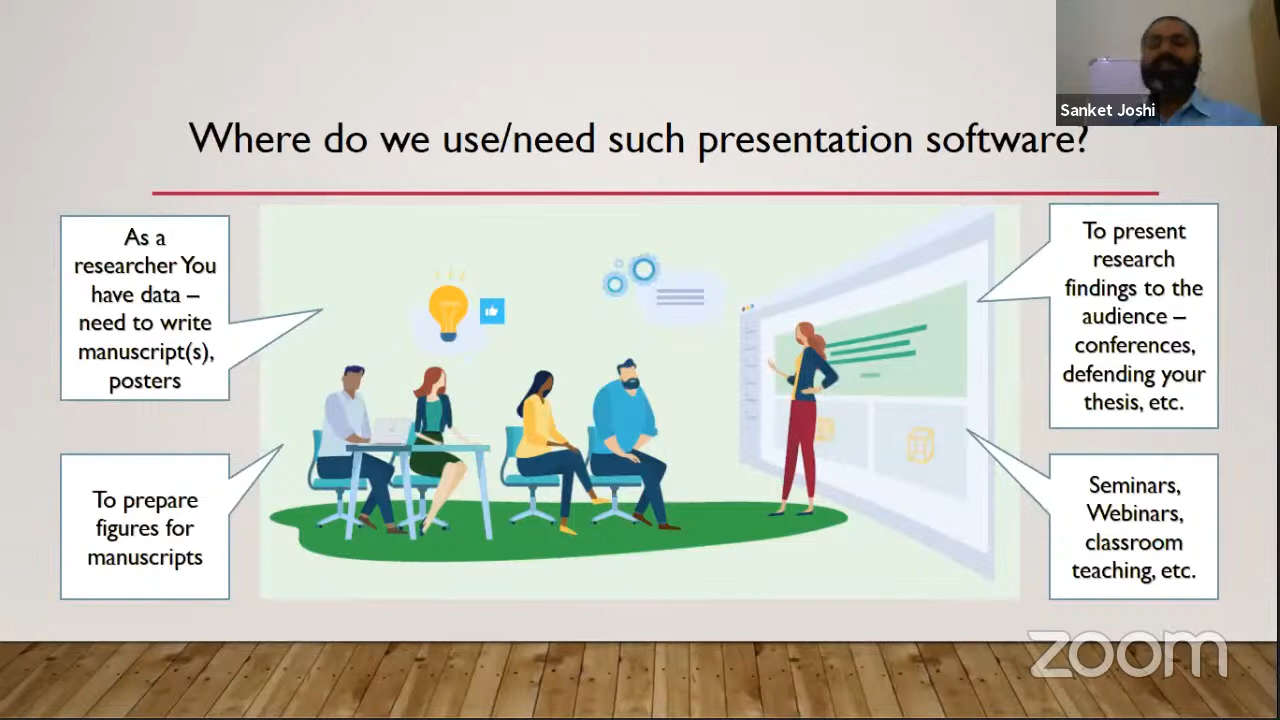 Sanket Joshi
Where do we use/need such presentation software?
As a
researcher You
have data –
need to write
manuscript(s),
posters
To prepare
figures for
manuscripts
To present
research
findings to the
audience –
conferences,
defending your
thesis, etc.
Seminars,
Webinars,
classroom
teaching, etc.
zoom